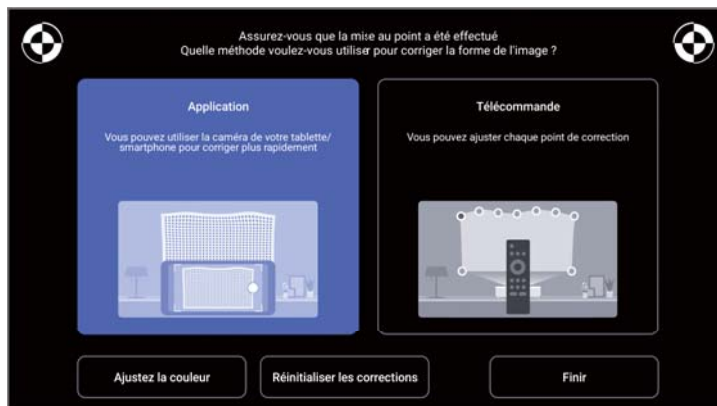 Assurez-vous que la mise au point a été effectué
Quelle méthode voulez-vous utiliser pour corriger la forme de l'image ?
Application
Vous pouvez utiliser la caméra de votre tablette/
smartphone pour corriger plus rapidement
Télécommande
Vous pouvez ajuster chaque point de correction
Ajustez la couleur
Réinitialiser les corrections
Finir